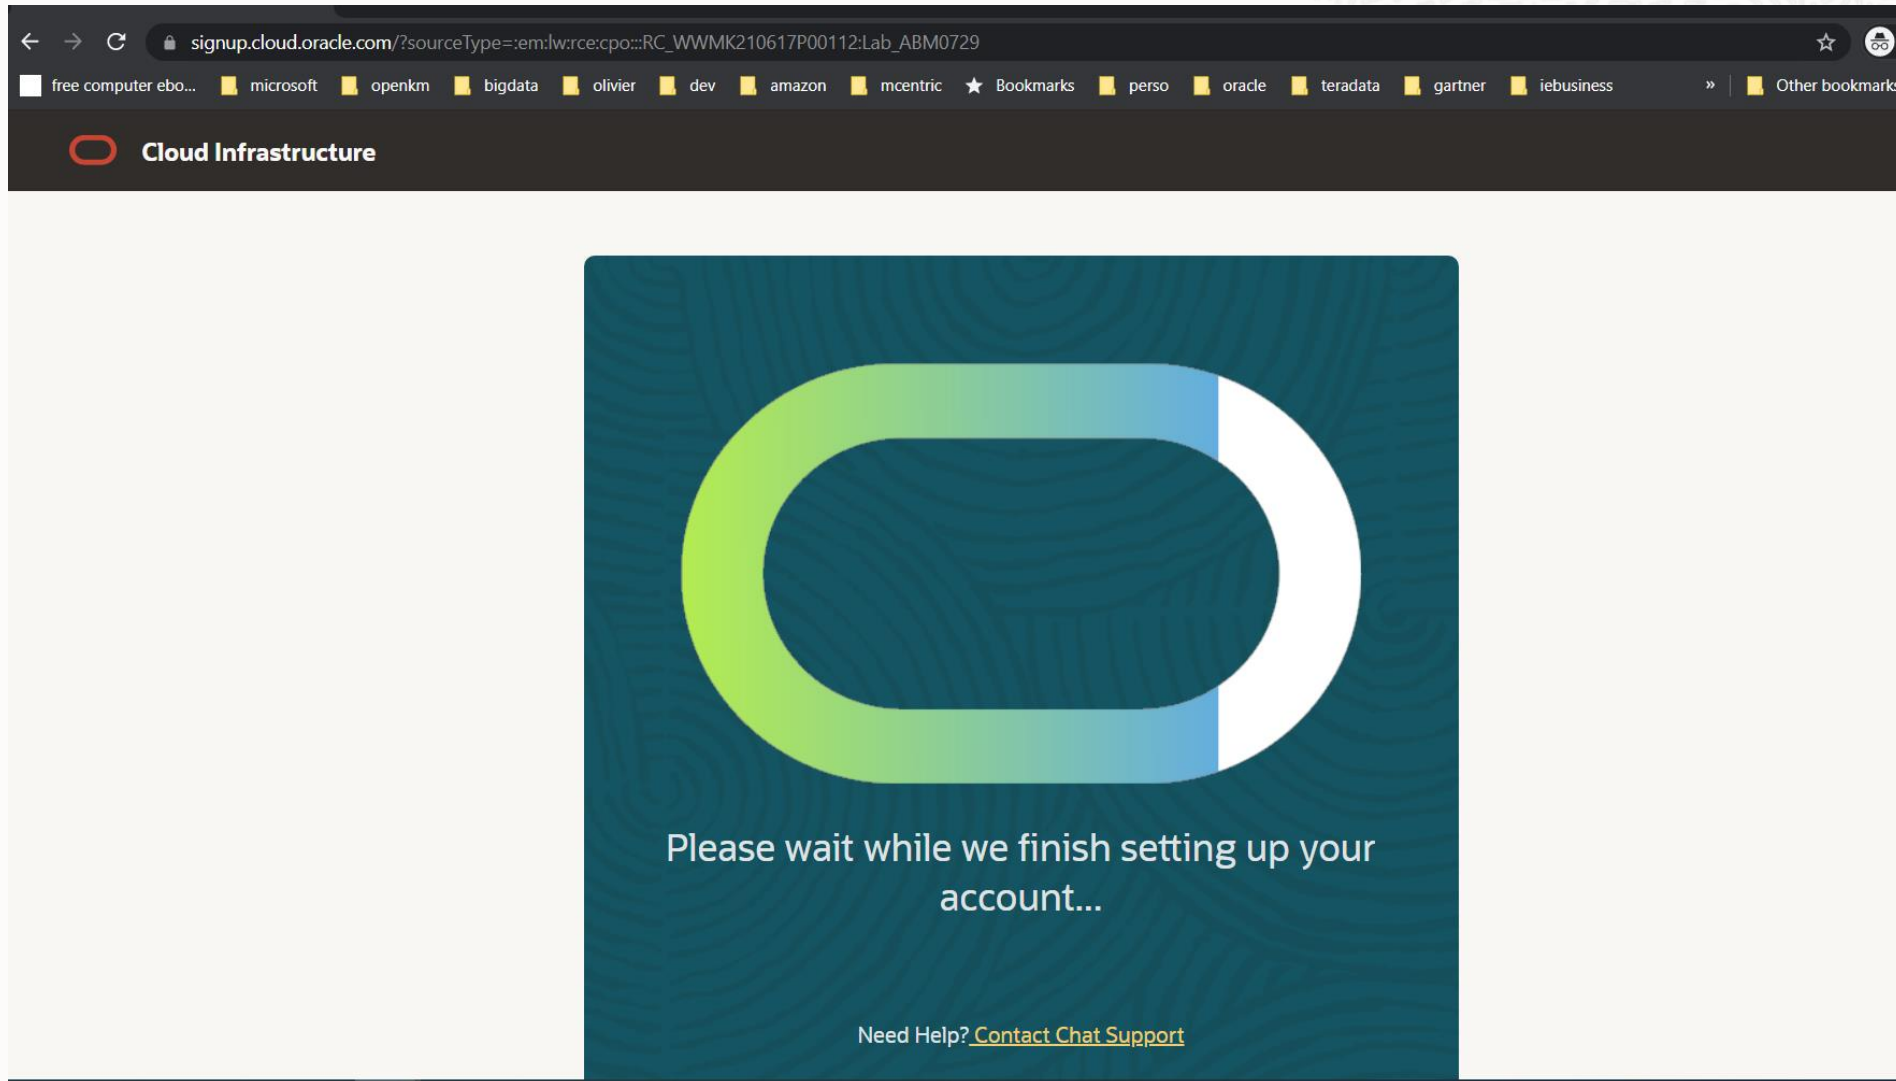 signup.cloud.oracle.com/?sourceType=:em:lw:rce:cpo:::RC_WWMK210617P00112:Lab_ABM0729
free computer ebo... microsoft openkm bigdata olivier dev amazon mcentric Bookmarks perso oracle teradata gartner iebusiness » Other bookmarks
Cloud Infrastructure
Please wait while we finish setting up your
account...
Need Help? Contact Chat Support